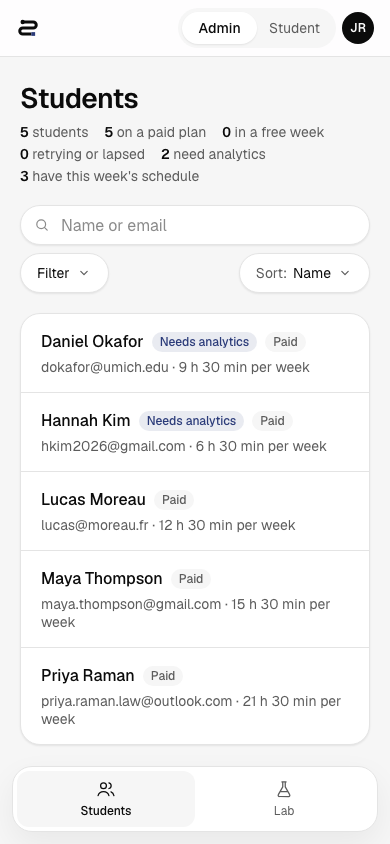 Admin
Student
JR
Students
5 students 5 on a paid plan 0 in a free week
0 retrying or lapsed 2 need analytics
3 have this week's schedule
Name or email
Filter
Sort: Name
Daniel Okafor Needs analytics Paid
dokafor@umich.edu · 9 h 30 min per week
Hannah Kim Needs analytics Paid
hkim2026@gmail.com · 6 h 30 min per week
Lucas Moreau Paid
lucas@moreau.fr · 12 h 30 min per week
Maya Thompson Paid
maya.thompson@gmail.com · 15 h 30 min per
week
Priya Raman Paid
priya.raman.law@outlook.com · 21 h 30 min per
week
Students
Lab